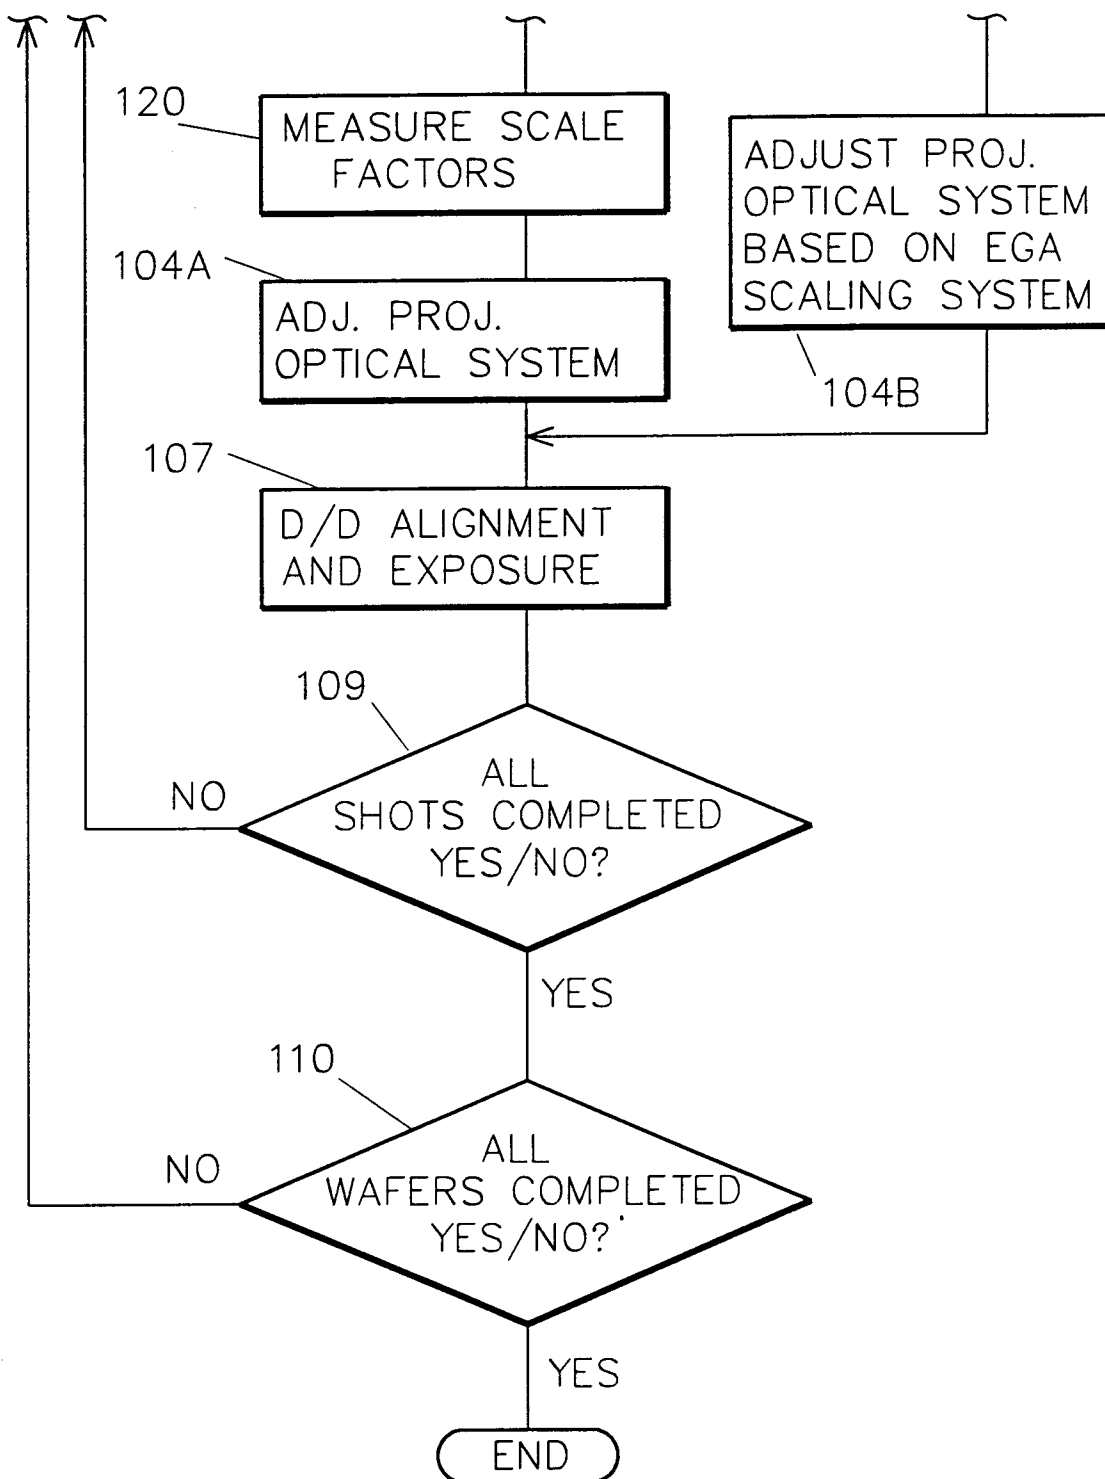 120
MEASURE SCALE
FACTORS
ADJUST PROJ.
OPTICAL SYSTEM
BASED ON EGA
SCALING SYSTEM
104A
ADJ. PROJ.
OPTICAL SYSTEM
104B
107
D/D ALIGNMENT
AND EXPOSURE
109
NO
ALL
SHOTS COMPLETED
YES/NO?
YES
110
NO
ALL
WAFERS COMPLETED
YES/NO?
YES
END